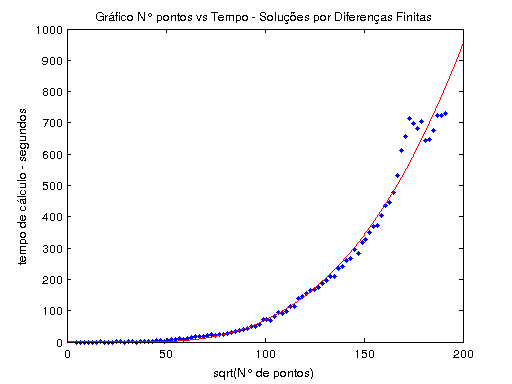 Gráfico N° pontos vs Tempo - Soluções por Diferenças Finitas
1000
900
800
700
600
500
400
300
200
100
0
tempo de cálculo - segundos
0 50 100 150 200
sqrt(N° de pontos)